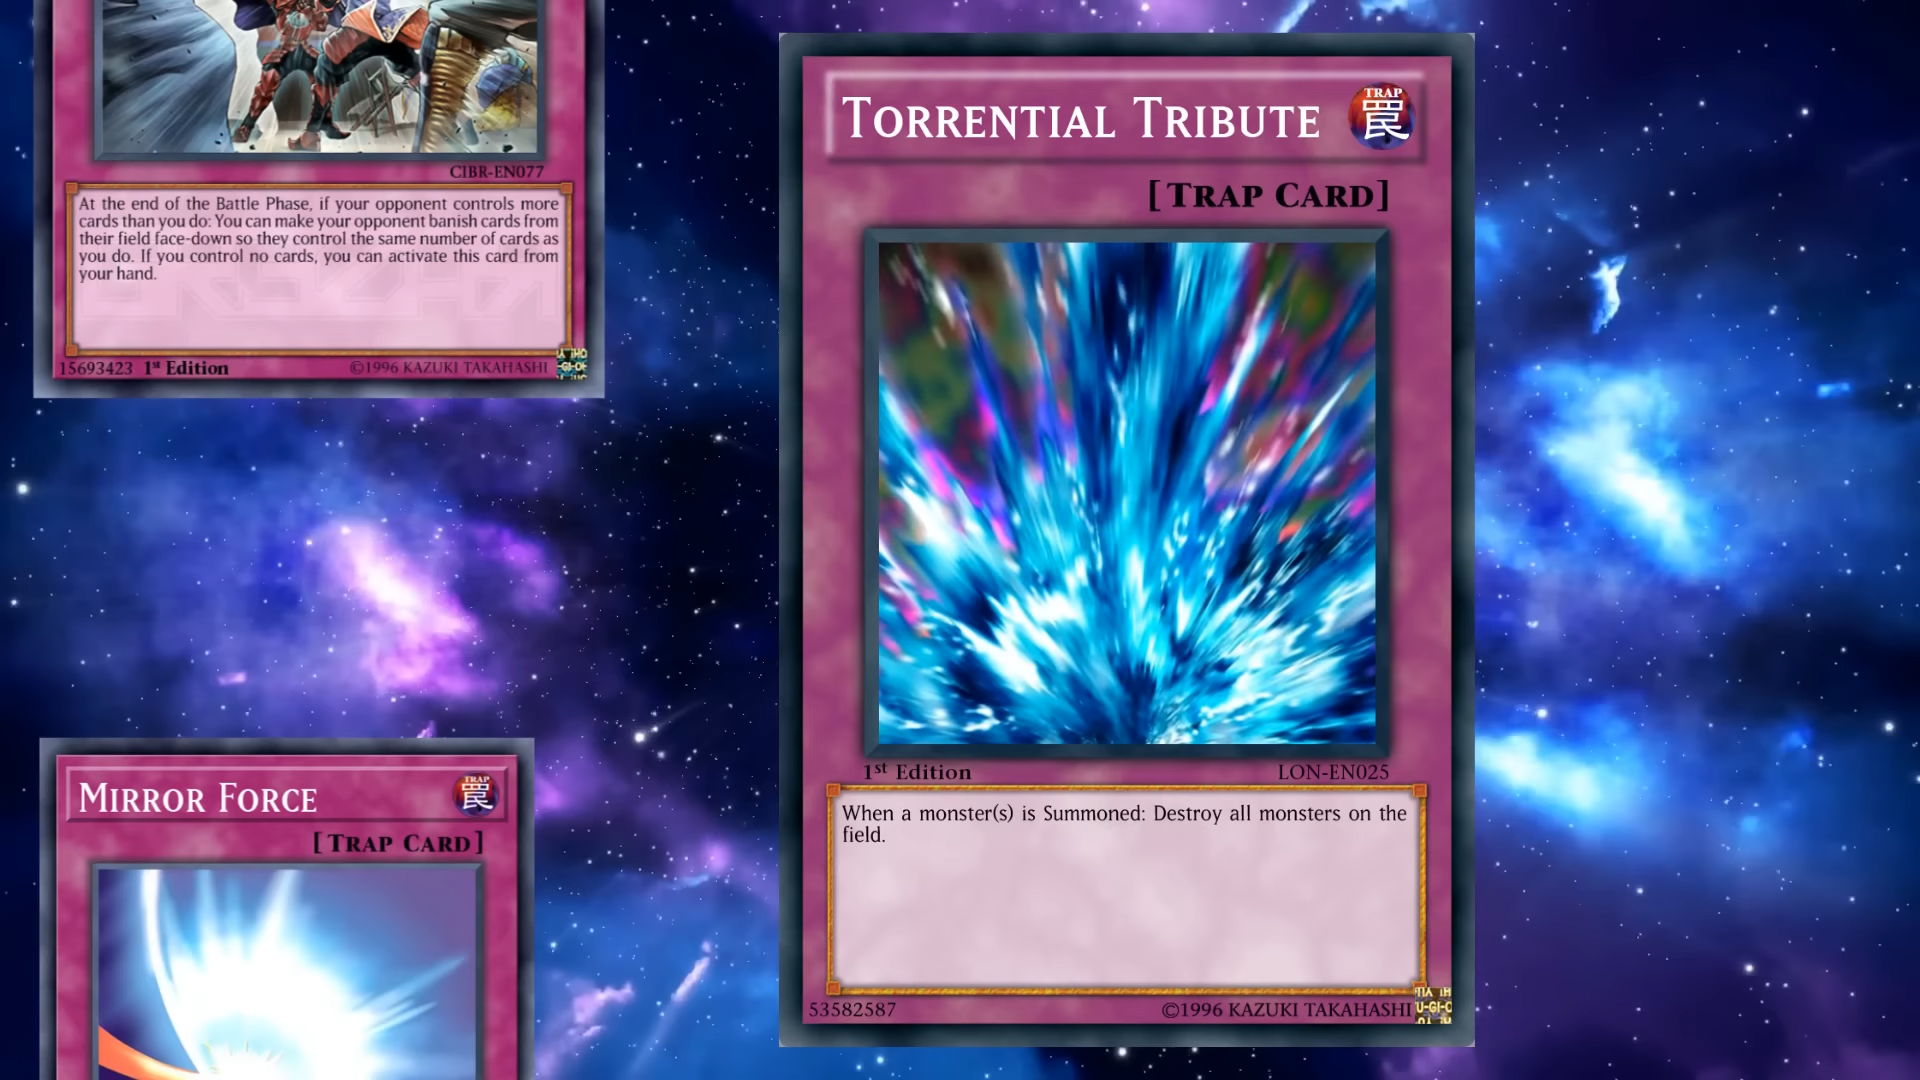 CIBR-EN077
At the end of the Battle Phase, if your opponent controls more
cards than you do: You can make your opponent banish cards from
their field face-down so they control the same number of cards as
you do. If you control no cards, you can activate this card from
your hand.
15693423 1st Edition ©1996 KAZUKI TAKAHASHI
MIRROR FORCE
TRAP
罠
[TRAP CARD]
TORRENTIAL TRIBUTE
TRAP
罠
[TRAP CARD]
1st Edition LON-EN025
When a monster(s) is Summoned: Destroy all monsters on the
field.
53582587 ©1996 KAZUKI TAKAHASHI